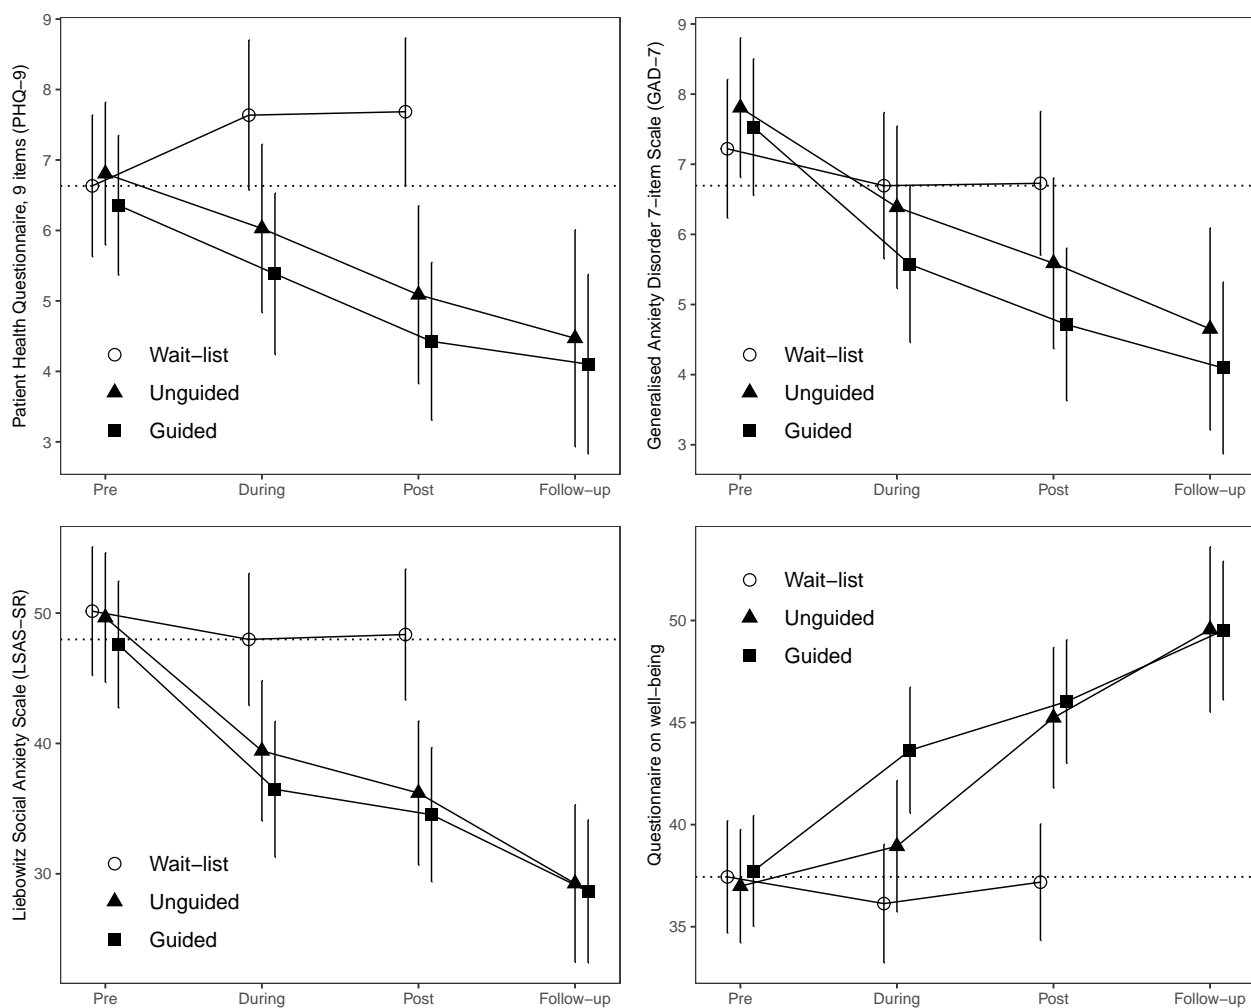 Patient Health Questionnaire, 9 items (PHQ−9)
9
8
7
6
5
4
3
Wait−list
Unguided
Guided
Pre During Post Follow−up
Generalised Anxiety Disorder 7−item Scale (GAD−7)
9
8
7
6
5
4
3
Wait−list
Unguided
Guided
Pre During Post Follow−up
Liebowitz Social Anxiety Scale (LSAS−SR)
50
40
30
Wait−list
Unguided
Guided
Pre During Post Follow−up
Questionnaire on well−being
50
45
40
35
Wait−list
Unguided
Guided
Pre During Post Follow−up